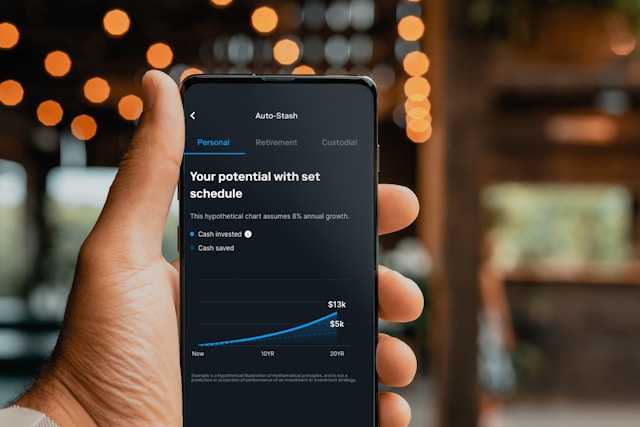 Auto-Stash
Personal Retirement Custodial
Your potential with set
schedule
This hypothetical chart assumes 8% annual growth.
Cash invested
Cash saved
$13k
$5k
Now 10YR 20YR
Example is a hypothetical illustration of mathematical principles, and is not a
prediction or projection of performance of an investment or investment strategy.